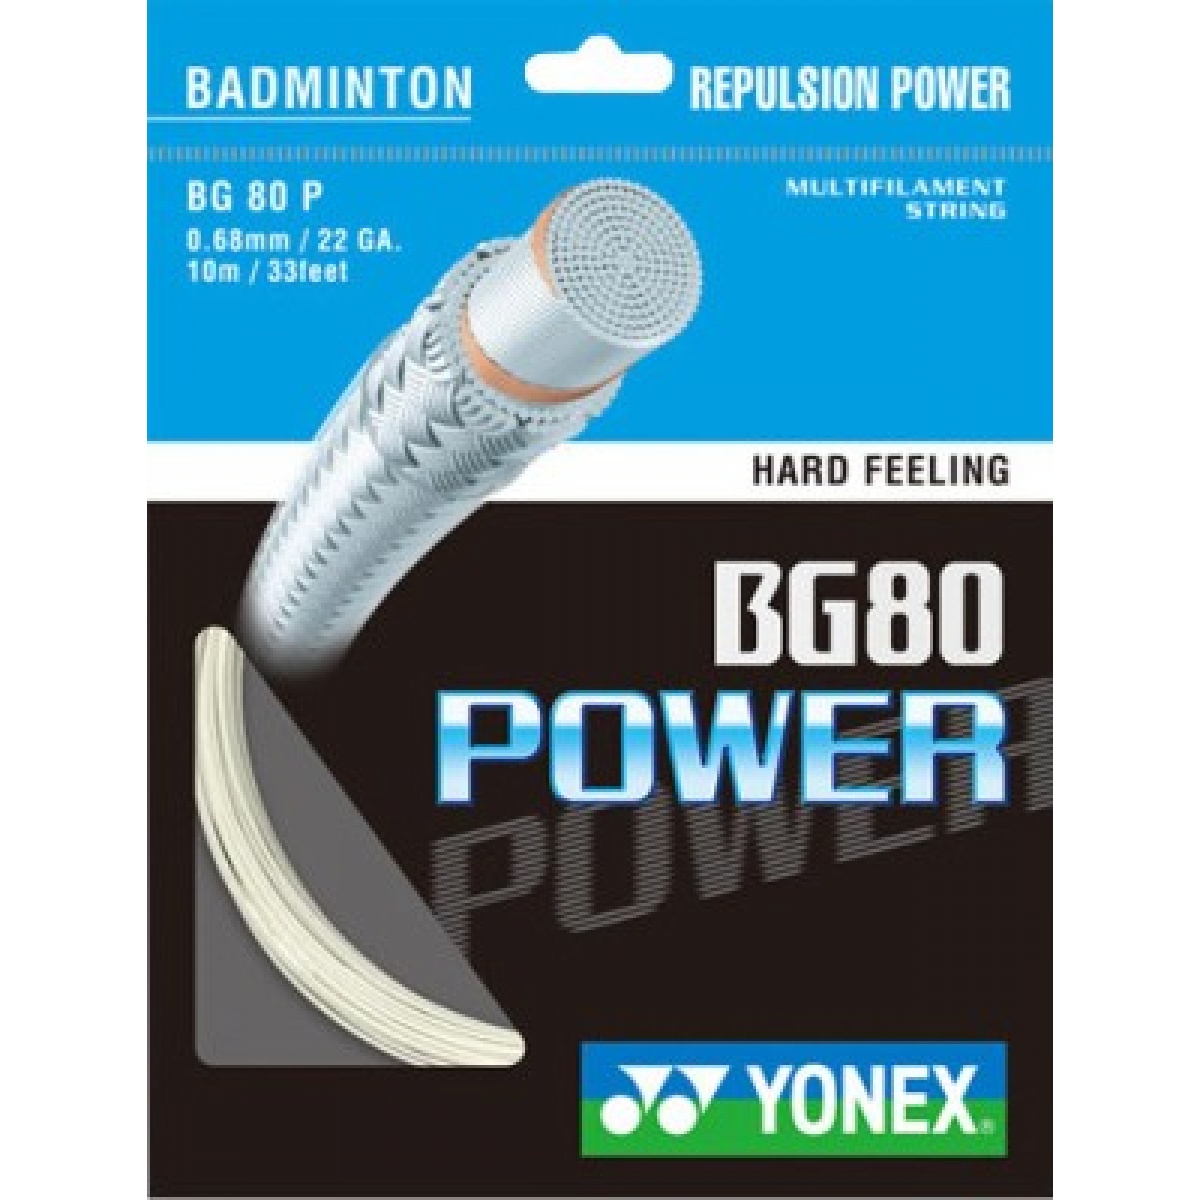 BADMINTON
REPULSION POWER
BG 80 P
0.68mm / 22 GA.
10m / 33feet
MULTIFILAMENT
STRING
HARD FEELING
BG80
POWER
POWER
YONEX®